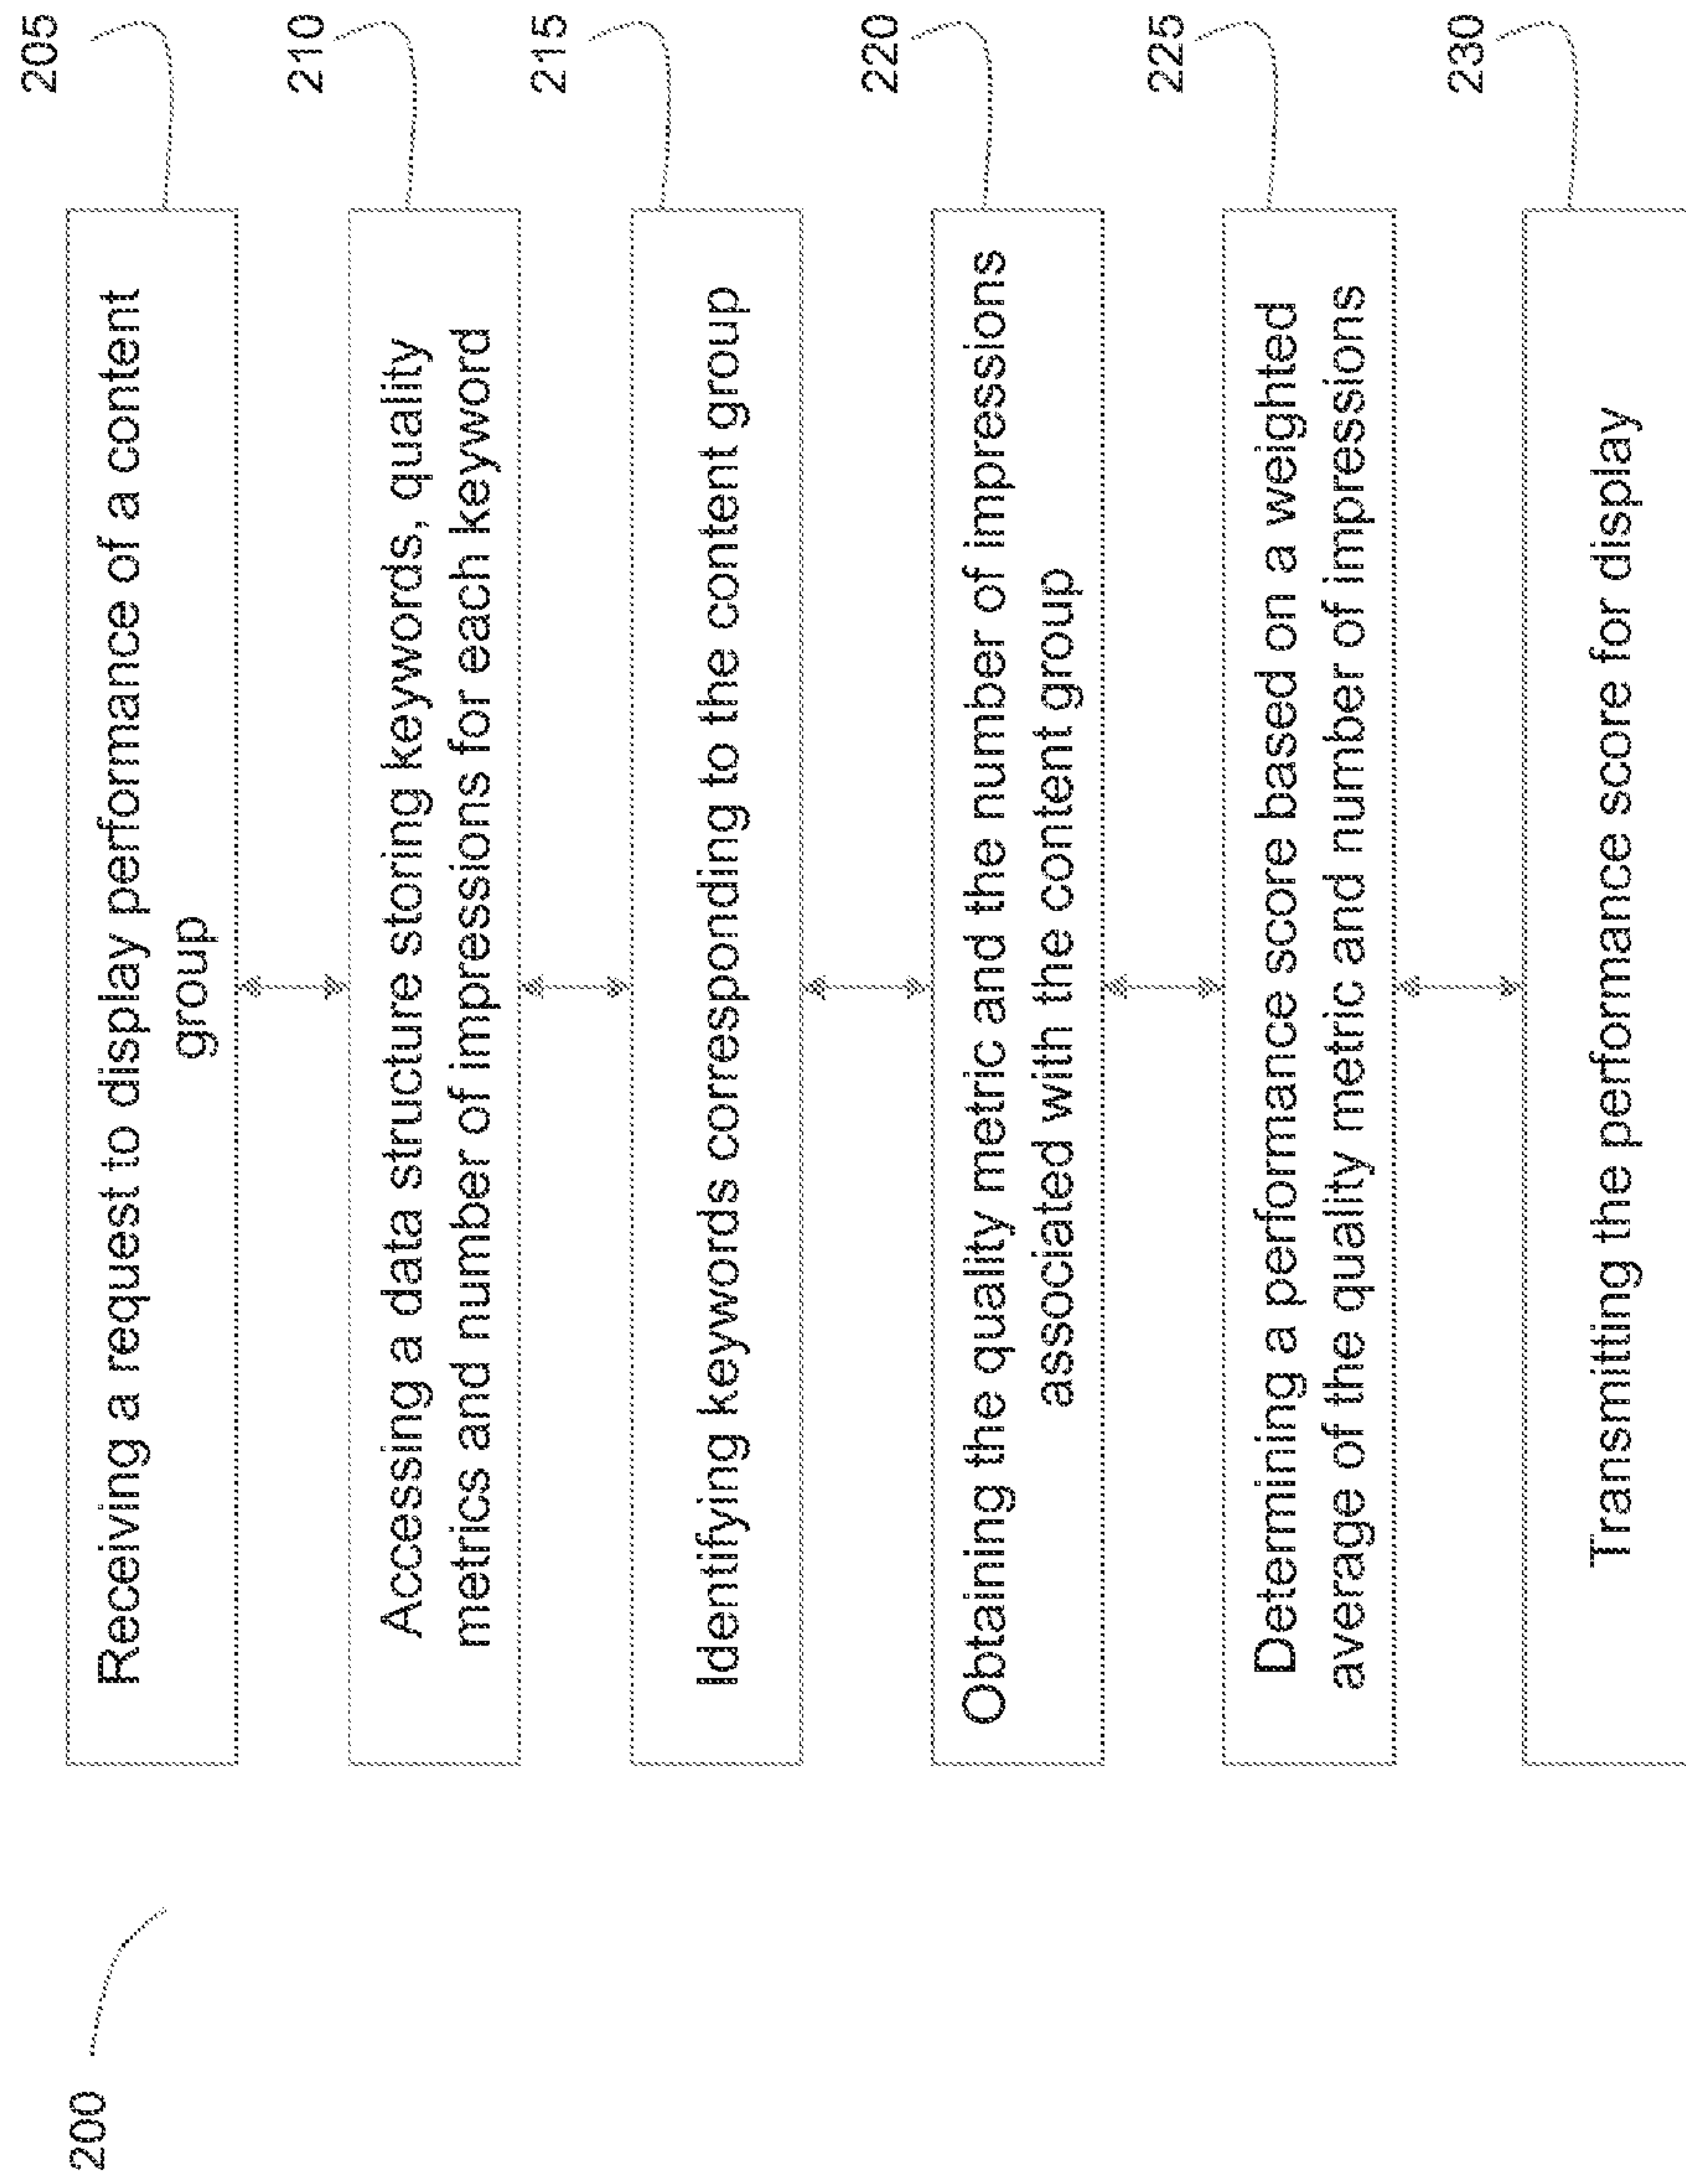 200
205
Receiving a request to display performance of a content
group
210
Accessing a data structure storing keywords, quality
metrics and number of impressions for each keyword
215
Identifying keywords corresponding to the content group
220
Obtaining the quality metric and the number of impressions
associated with the content group
225
Determining a performance score based on a weighted
average of the quality metric and number of impressions
230
Transmitting the performance score for display